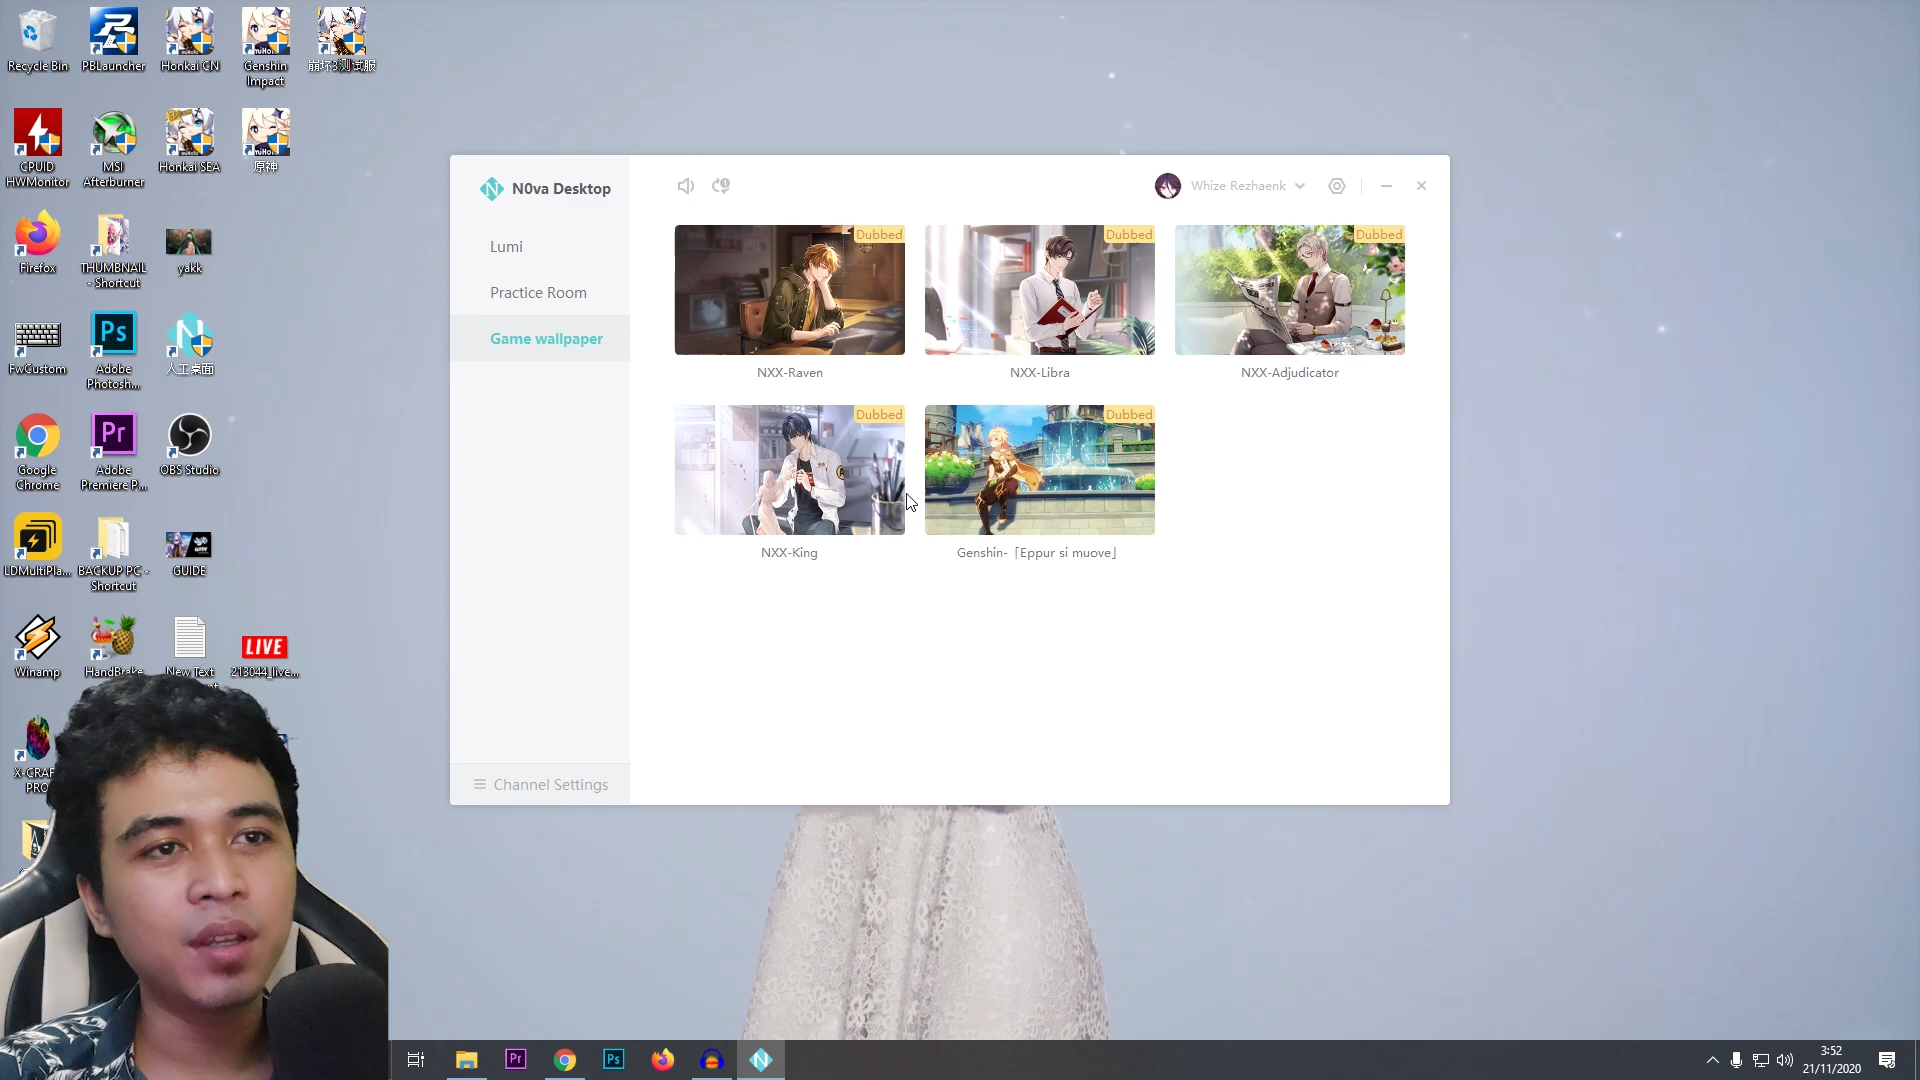 Recycle Bin
PBLauncher
Honkai CN
Genshin
Impact
崩坏3测试服
CPUID
HWMonitor
MSI
Afterburner
Honkai SEA
原神
Firefox
THUMBNAIL
- Shortcut
yakk
FwCustom
Adobe
Photosh...
人工桌面
Google
Chrome
Adobe
Premiere P...
OBS Studio
LDMultiPla...
BACKUP PC -
Shortcut
GUIDE
Winamp
HandBrake
New Text
LIVE
213044_live...
X-CRAF
PRO
N0va Desktop
Lumi
Practice Room
Game wallpaper
Channel Settings
Whize Rezhaenk
Dubbed
Dubbed
Dubbed
NXX-Raven
NXX-Libra
NXX-Adjudicator
Dubbed
Dubbed
NXX-King
Genshin-「Eppur si muove」
3:52
21/11/2020